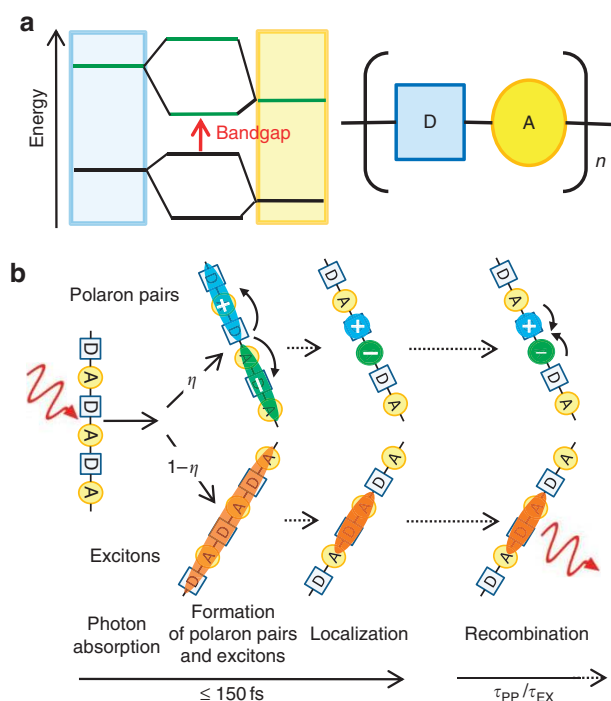 a
Energy
Bandgap
D
A
n
b
Polaron pairs
D
A
D
A
D
A
D
A
+
D
A
−
D
A
D
A
+
−
D
A
D
A
+
−
D
A
η
1−η
D
A
D
A
D
A
D
A
D
A
D
A
D
A
D
A
D
A
Excitons
Photon
absorption
Formation
of polaron pairs
and excitons
Localization
Recombination
≤ 150 fs
τPP / τEX